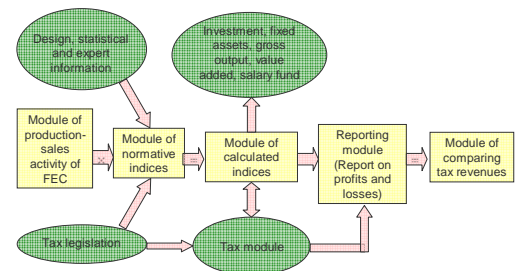 Design, statistical
and expert
information
Investment, fixed
assets, gross
output, value
added, salary fund
Module of
production-
sales
activity of
FEC
Module of
normative
indices
Module of
calculated
indices
Reporting
module
(Report on
profits and
losses)
Module of
comparing
tax revenues
Tax legislation
Tax module